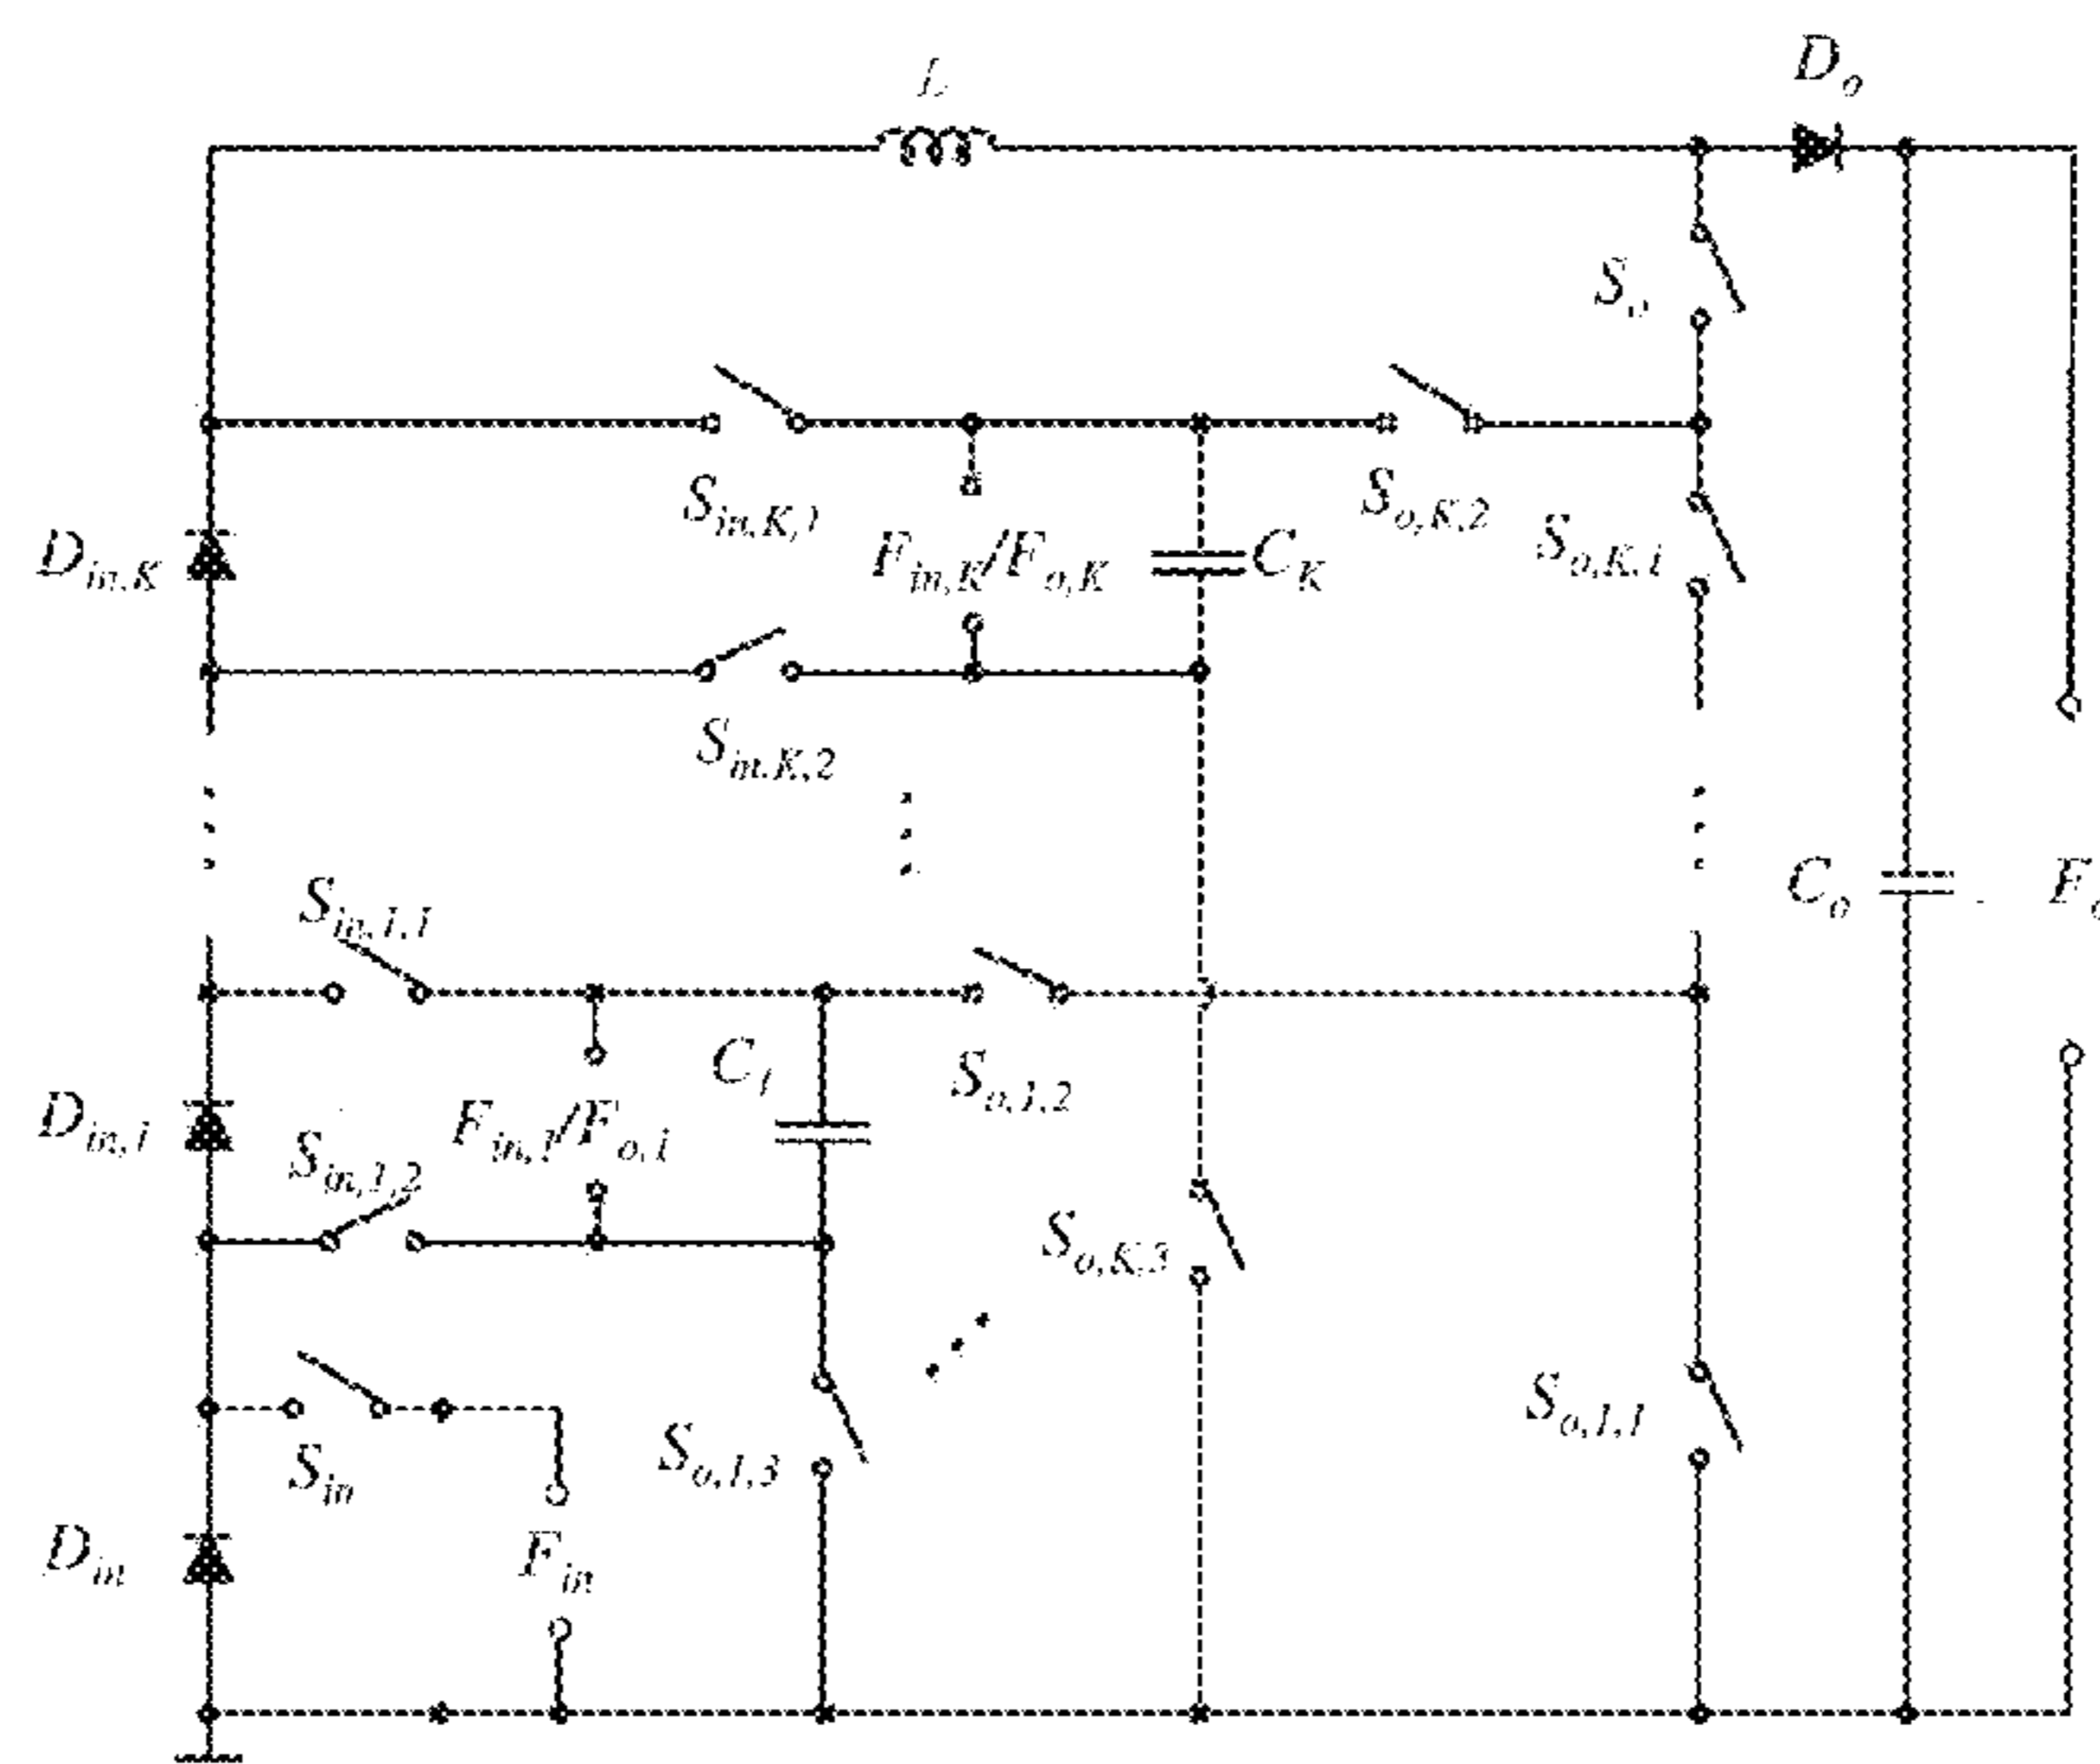 L
D_o
S_o
S_in,K,1
S_o,K,2
S_o,K,1
D_in,K
F_in,K/F_o,K
C_K
S_in,K,2
S_in,1,1
C_o
F_o
C_1
S_o,1,2
D_in,1
F_in,1/F_o,1
S_in,1,2
S_o,K,3
S_o,1,1
S_o,1,3
S_in
D_in
F_in